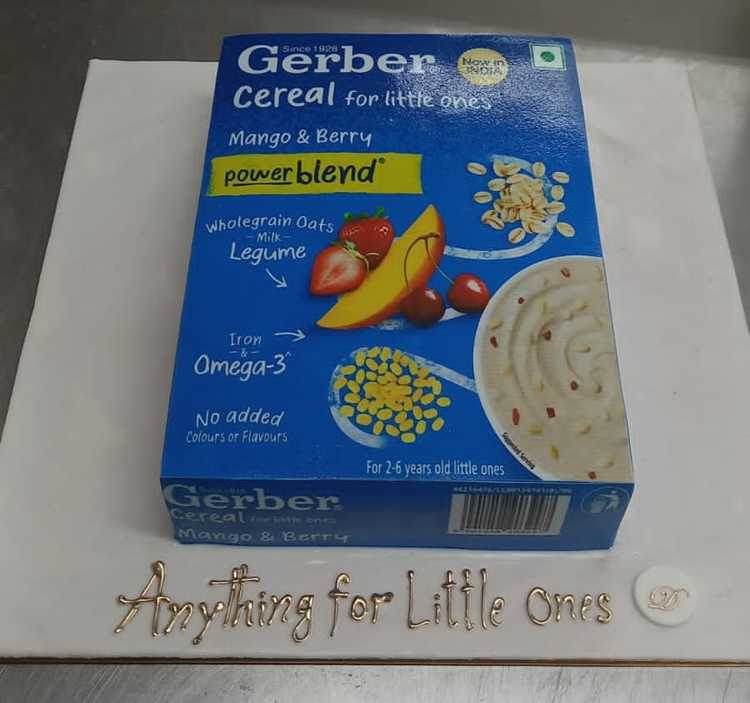 Since 1928
Gerber®
Now in
INDIA
Cereal for little ones
Mango & Berry
powerblend®
Wholegrain Oats
- Milk -
Legume
Iron
- & -
Omega-3^
No added
Colours or Flavours
Suggested Serving
For 2-6 years old little ones
Gerber®
Cereal for little ones
Mango & Berry
Anything for Little Ones
D